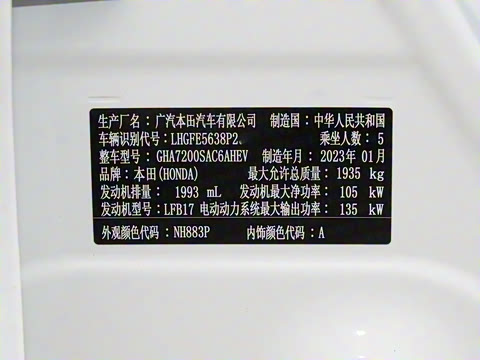 生产厂名：广汽本田汽车有限公司 制造国：中华人民共和国
车辆识别代号：LHGFE5638P2 乘坐人数：5
整车型号：GHA7200SAC6AHEV 制造年月：2023年01月
品牌：本田(HONDA) 最大允许总质量：1935 kg
发动机排量：1993 mL 发动机最大净功率：105 kW
发动机型号：LFB17 电动动力系统最大输出功率：135 kW
外观颜色代码：NH883P 内饰颜色代码：A